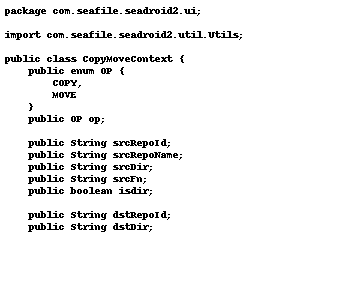 package com.seafile.seadroid2.ui;
import com.seafile.seadroid2.util.Utils;
public class CopyMoveContext {
public enum OP {
COPY,
MOVE
}
public OP op;
public String srcRepoId;
public String srcRepoName;
public String srcDir;
public String srcFn;
public boolean isdir;
public String dstRepoId;
public String dstDir;